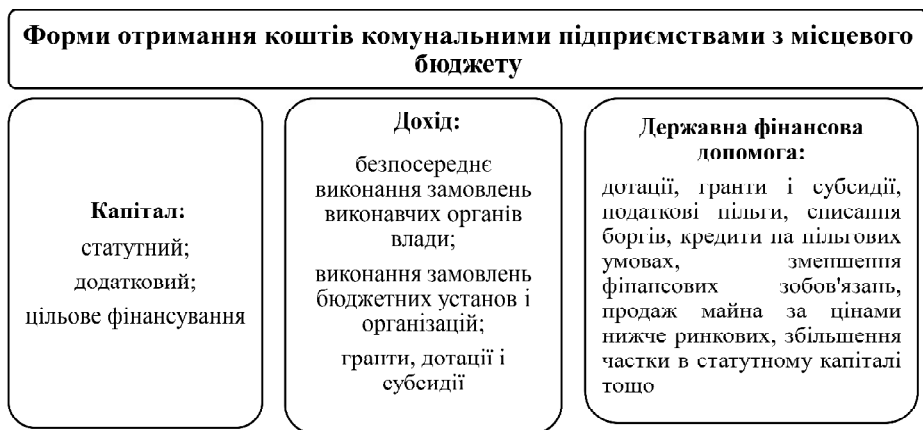 Форми отримання коштів комунальними підприємствами з місцевого
бюджету
Капітал:
статутний;
додатковий;
цільове фінансування
Дохід:
безпосереднє
виконання замовлень
виконавчих органів
влади;
виконання замовлень
бюджетних установ і
організацій;
гранти, дотації і
субсидії
Державна фінансова
допомога:
дотації, гранти і субсидії,
податкові пільги, списання
боргів, кредити на пільгових
умовах, зменшення
фінансових зобов'язань,
продаж майна за цінами
нижче ринкових, збільшення
частки в статутному капіталі
тощо